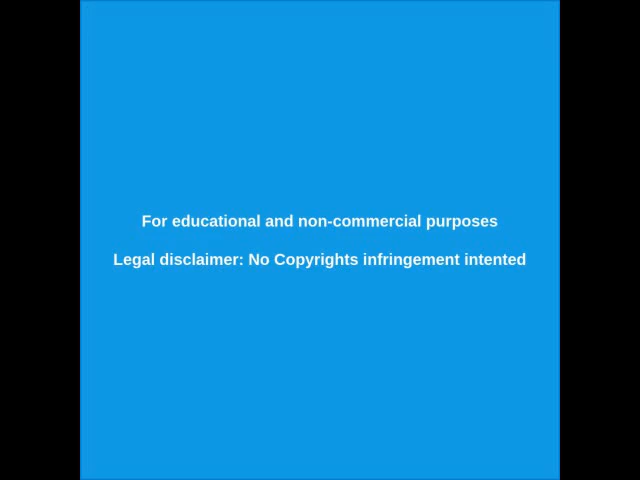 For educational and non-commercial purposes
Legal disclaimer: No Copyrights infringement intented